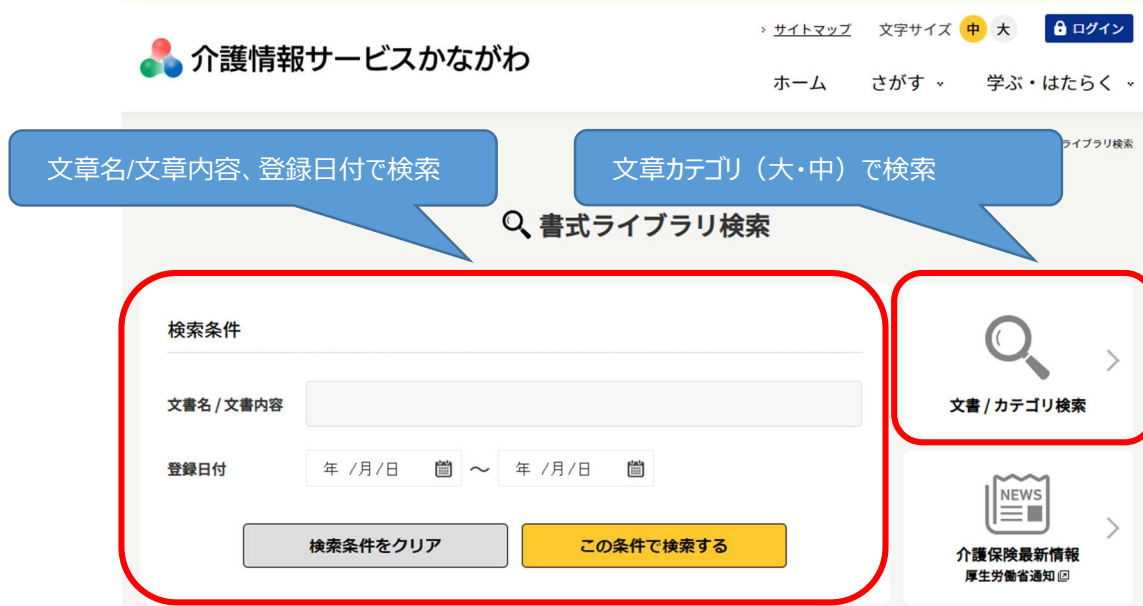 サイトマップ 文字サイズ 中 大 ログイン
介護情報サービスかながわ
ホーム さがす 学ぶ・はたらく
ライブラリ検索
文章名/文章内容、登録日付で検索
文章カテゴリ（大・中）で検索
書式ライブラリ検索
検索条件
文書名 / 文書内容
登録日付 年 /月/日 ～ 年 /月/日
検索条件をクリア この条件で検索する
文書 / カテゴリ検索
NEWS
介護保険最新情報
厚生労働省通知